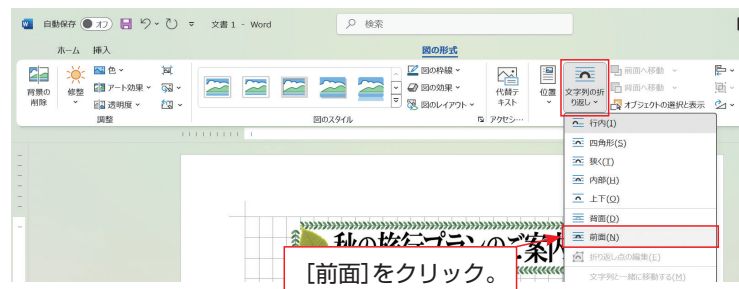 自動保存 オフ 文書 1 - Word 検索
ホーム 挿入 図の形式
背景の削除
修整
色
アート効果
透明度
調整
図のスタイル
図の枠線
図の効果
図のレイアウト
代替テキスト
アクセシ…
位置
文字列の折り返し
前面へ移動
前面へ移動
オブジェクトの選択と表示
行内(I)
四角形(S)
狭く(T)
内部(H)
上下(O)
背面(D)
前面(N)
折り返し点の編集(E)
文字列と一緒に移動する(M)
秋の旅行プランのご案内
[前面]をクリック。